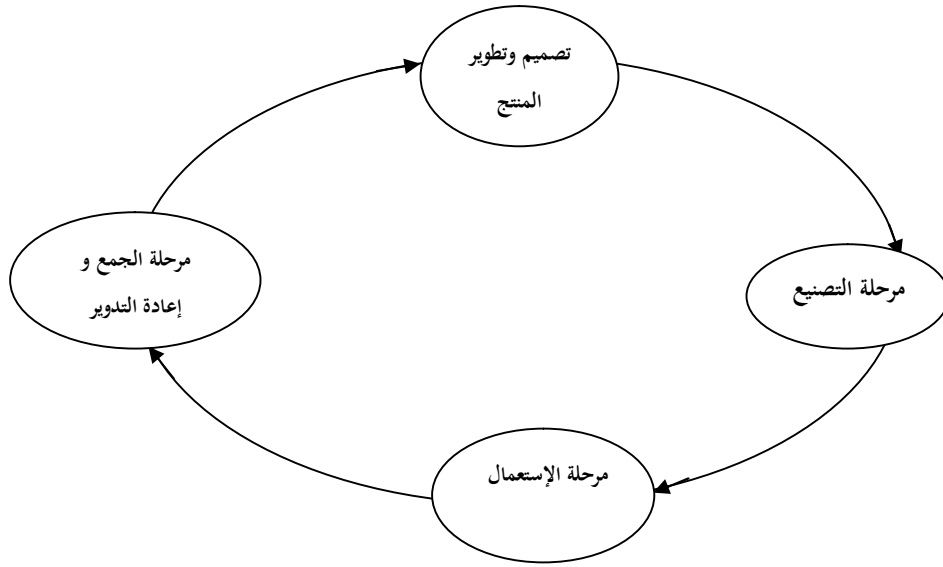 تصميم وتطوير
المنتج
مرحلة التصنيع
مرحلة الإستعمال
مرحلة الجمع و
إعادة التدوير